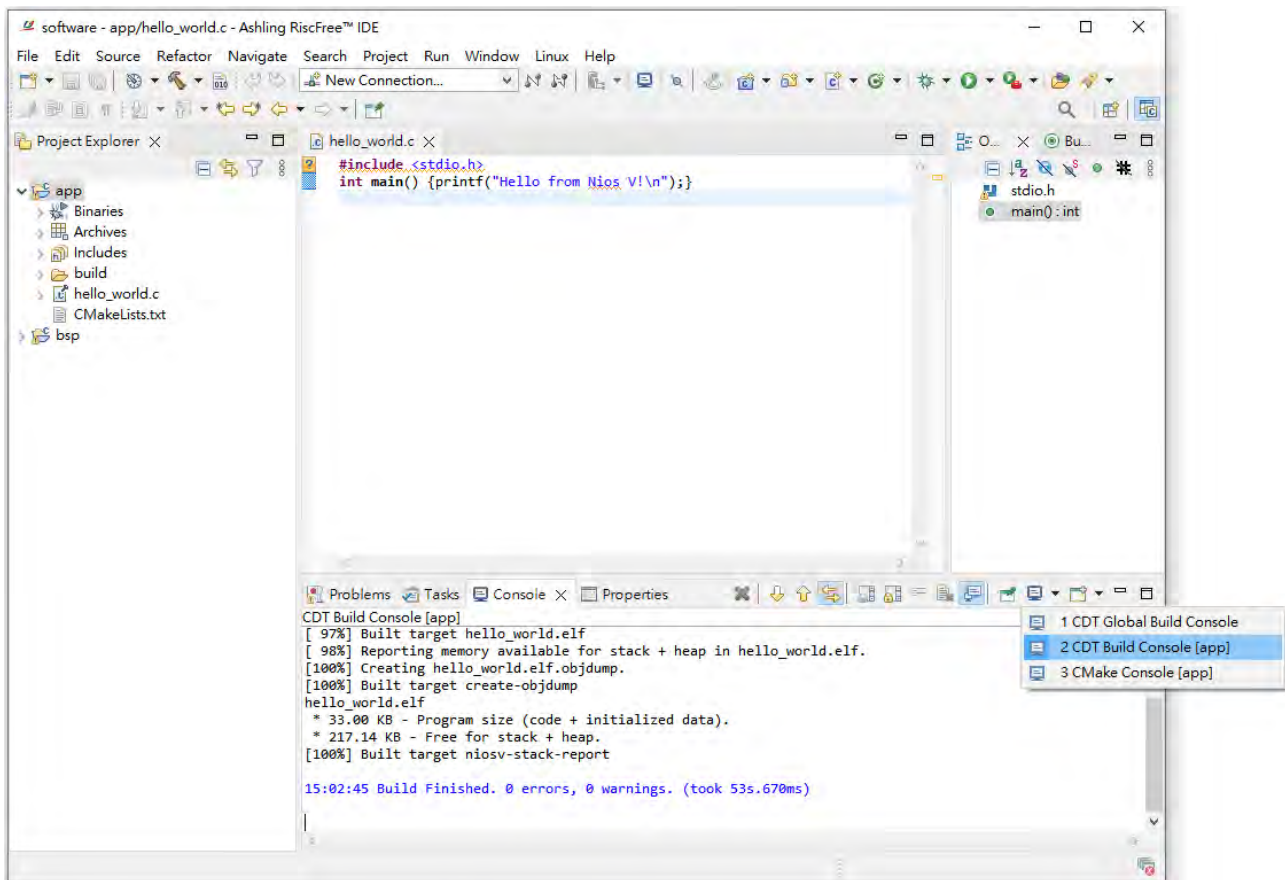 software - app/hello_world.c - Ashling RiscFree™ IDE
File Edit Source Refactor Navigate Search Project Run Window Linux Help
New Connection...
Project Explorer
hello_world.c
O...
Bu...
#include <stdio.h>
int main() {printf("Hello from Nios V!\n");}
app
Binaries
Archives
Includes
build
hello_world.c
CMakeLists.txt
bsp
stdio.h
main() : int
Problems Tasks Console Properties
CDT Build Console [app]
[ 97%] Built target hello_world.elf
[ 98%] Reporting memory available for stack + heap in hello_world.elf.
[100%] Creating hello_world.elf.objdump.
[100%] Built target create-objdump
hello_world.elf
* 33.00 KB - Program size (code + initialized data).
* 217.14 KB - Free for stack + heap.
[100%] Built target niosv-stack-report
15:02:45 Build Finished. 0 errors, 0 warnings. (took 53s.670ms)
1 CDT Global Build Console
2 CDT Build Console [app]
3 CMake Console [app]